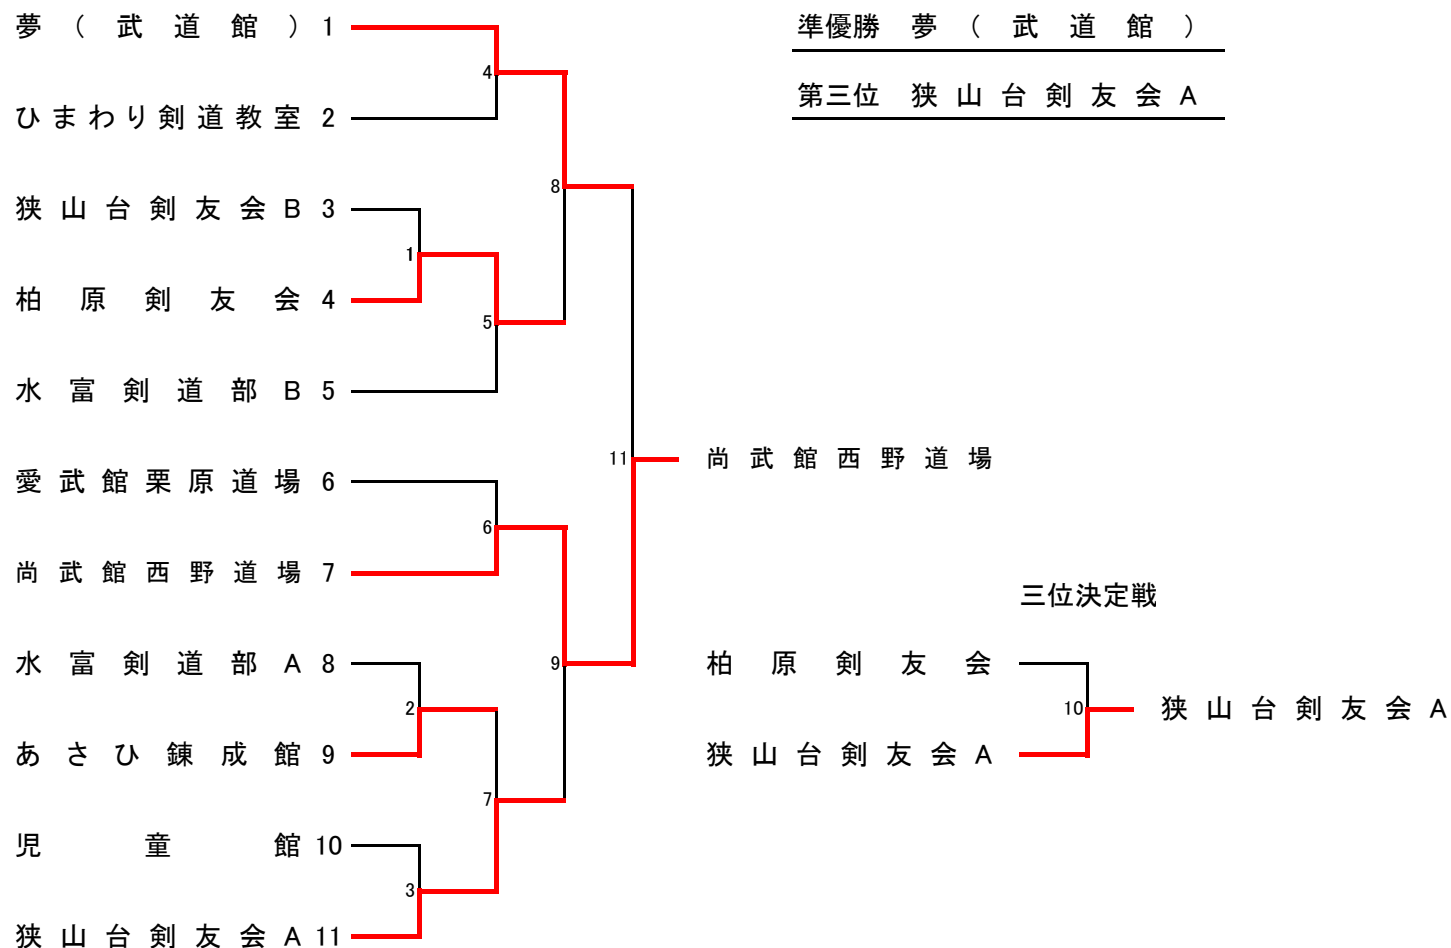 夢（武道館） 1
準優勝 夢（武道館）
4
第三位 狭山台剣友会A
ひまわり剣道教室 2
8
狭山台剣友会B 3
1
柏原剣友会 4
5
水富剣道部B 5
11 尚武館西野道場
愛武館栗原道場 6
6
尚武館西野道場 7
三位決定戦
水富剣道部A 8
9
柏原剣友会
2
10 狭山台剣友会A
あさひ錬成館 9
狭山台剣友会A
7
児童館 10
3
狭山台剣友会A 11